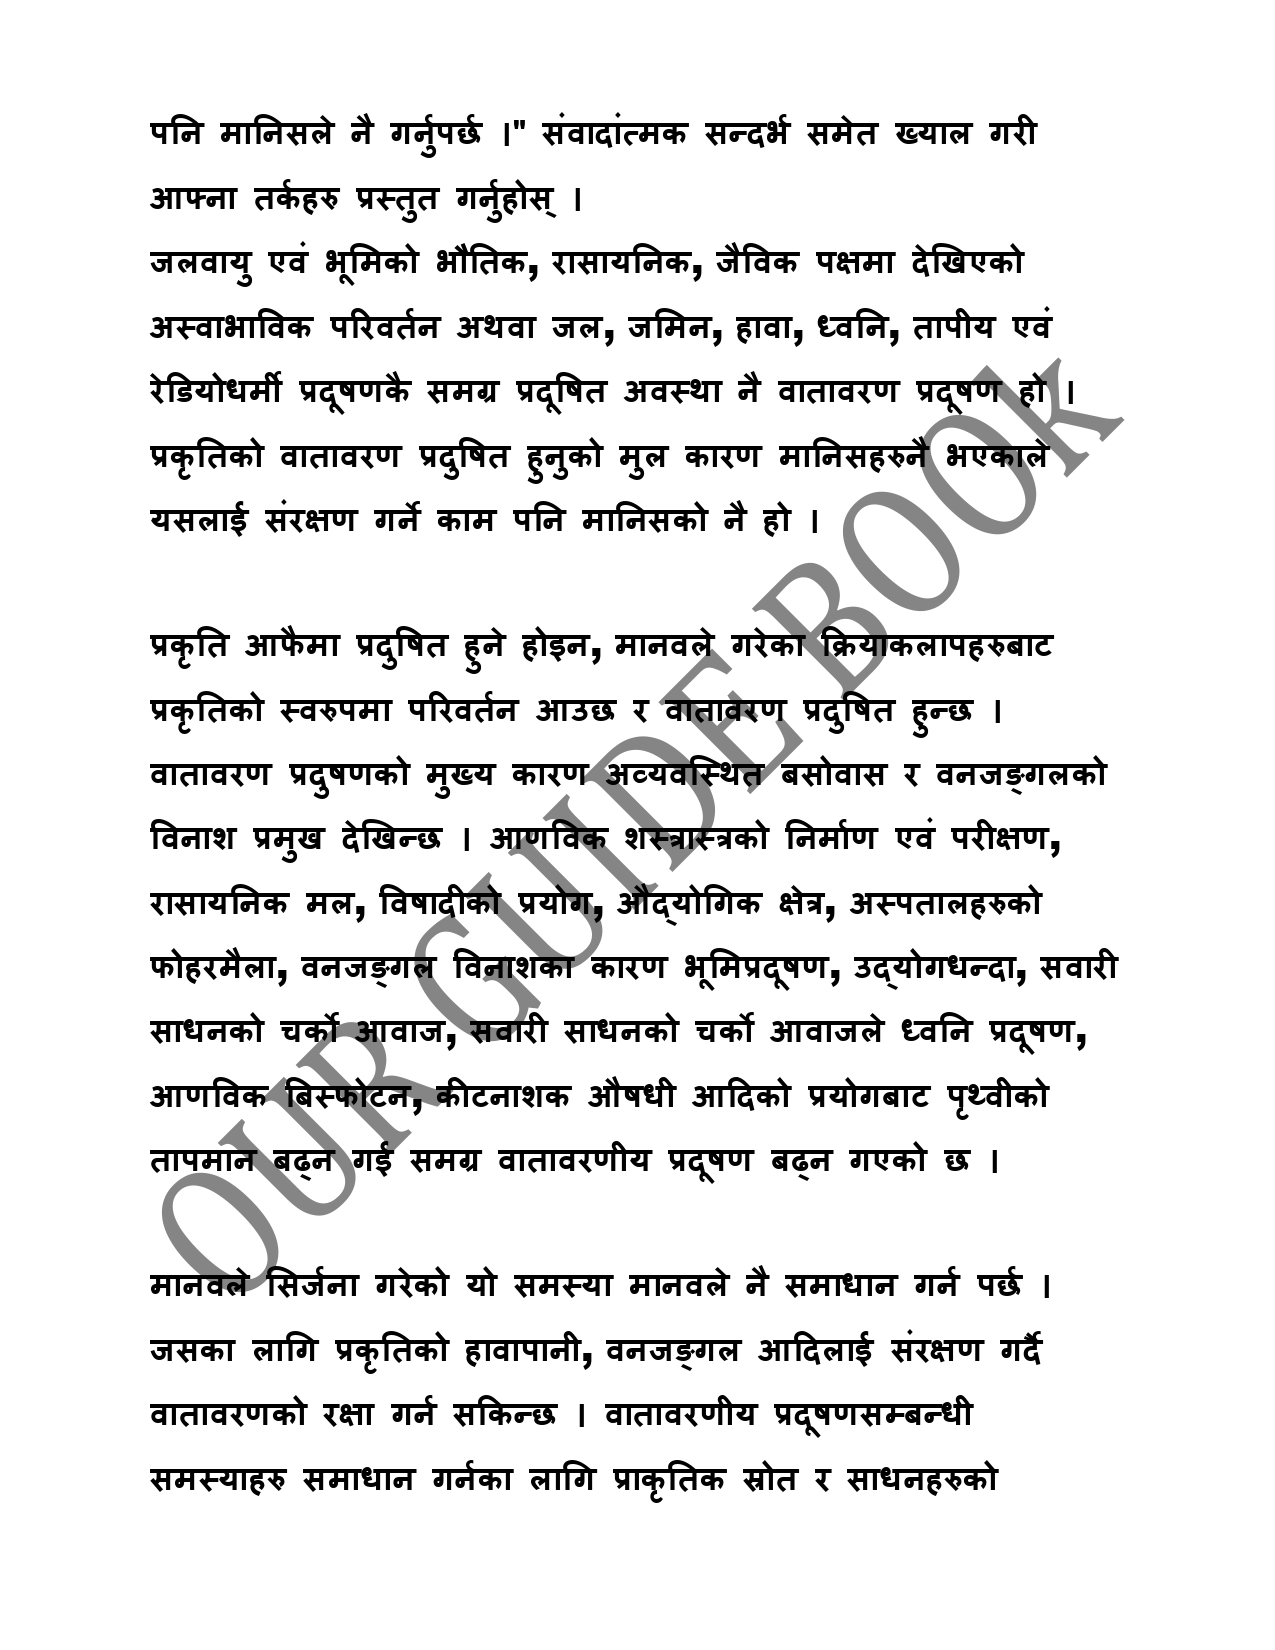 पनि मानिसले नै गर्नुपर्छ ।" संवादांत्मक सन्दर्भ समेत ख्याल गरी
आफ्ना तर्कहरु प्रस्तुत गर्नुहोस् ।
जलवायु एवं भूमिको भौतिक, रासायनिक, जैविक पक्षमा देखिएको
अस्वाभाविक परिवर्तन अथवा जल, जमिन, हावा, ध्वनि, तापीय एवं
रेडियोधर्मी प्रदूषणकै समग्र प्रदूषित अवस्था नै वातावरण प्रदूषण हो ।
प्रकृतिको वातावरण प्रदुषित हुनुको मुल कारण मानिसहरुनै भएकाले
यसलाई संरक्षण गर्ने काम पनि मानिसको नै हो ।
प्रकृति आफैमा प्रदुषित हुने होइन, मानवले गरेका क्रियाकलापहरुबाट
प्रकृतिको स्वरुपमा परिवर्तन आउछ र वातावरण प्रदुषित हुन्छ ।
वातावरण प्रदुषणको मुख्य कारण अव्यवस्थित बसोवास र वनजङ्गलको
विनाश प्रमुख देखिन्छ । आणविक शस्त्रास्त्रको निर्माण एवं परीक्षण,
रासायनिक मल, विषादीको प्रयोग, औद्योगिक क्षेत्र, अस्पतालहरुको
फोहरमैला, वनजङ्गल विनाशका कारण भूमिप्रदूषण, उद्योगधन्दा, सवारी
साधनको चर्को आवाज, सवारी साधनको चर्को आवाजले ध्वनि प्रदूषण,
आणविक बिस्फोटन, कीटनाशक औषधी आदिको प्रयोगबाट पृथ्वीको
तापमान बढ्न गई समग्र वातावरणीय प्रदूषण बढ्न गएको छ ।
मानवले सिर्जना गरेको यो समस्या मानवले नै समाधान गर्न पर्छ ।
जसका लागि प्रकृतिको हावापानी, वनजङ्गल आदिलाई संरक्षण गर्दै
वातावरणको रक्षा गर्न सकिन्छ । वातावरणीय प्रदूषणसम्बन्धी
समस्याहरु समाधान गर्नका लागि प्राकृतिक स्रोत र साधनहरुको
OUR GUIDE BOOk